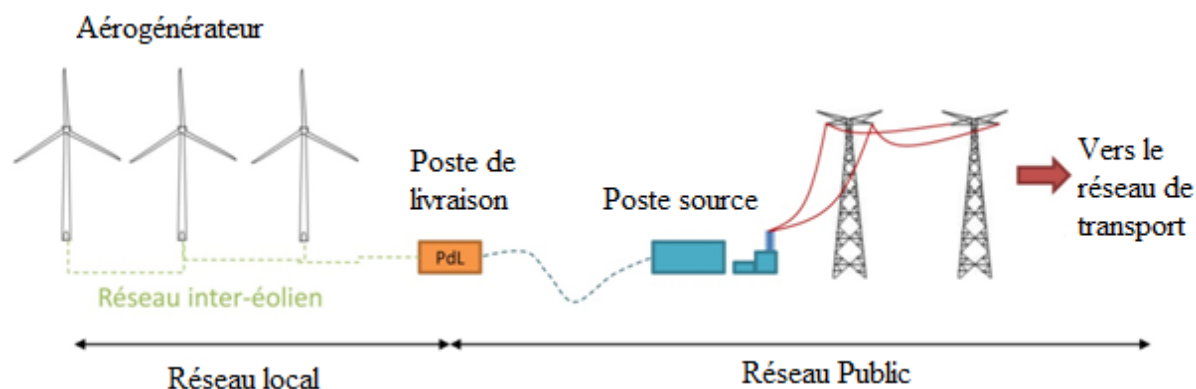 Aérogénérateur
Poste de
livraison
Poste source
Vers le
réseau de
transport
PdL
Réseau inter-éolien
Réseau local
Réseau Public